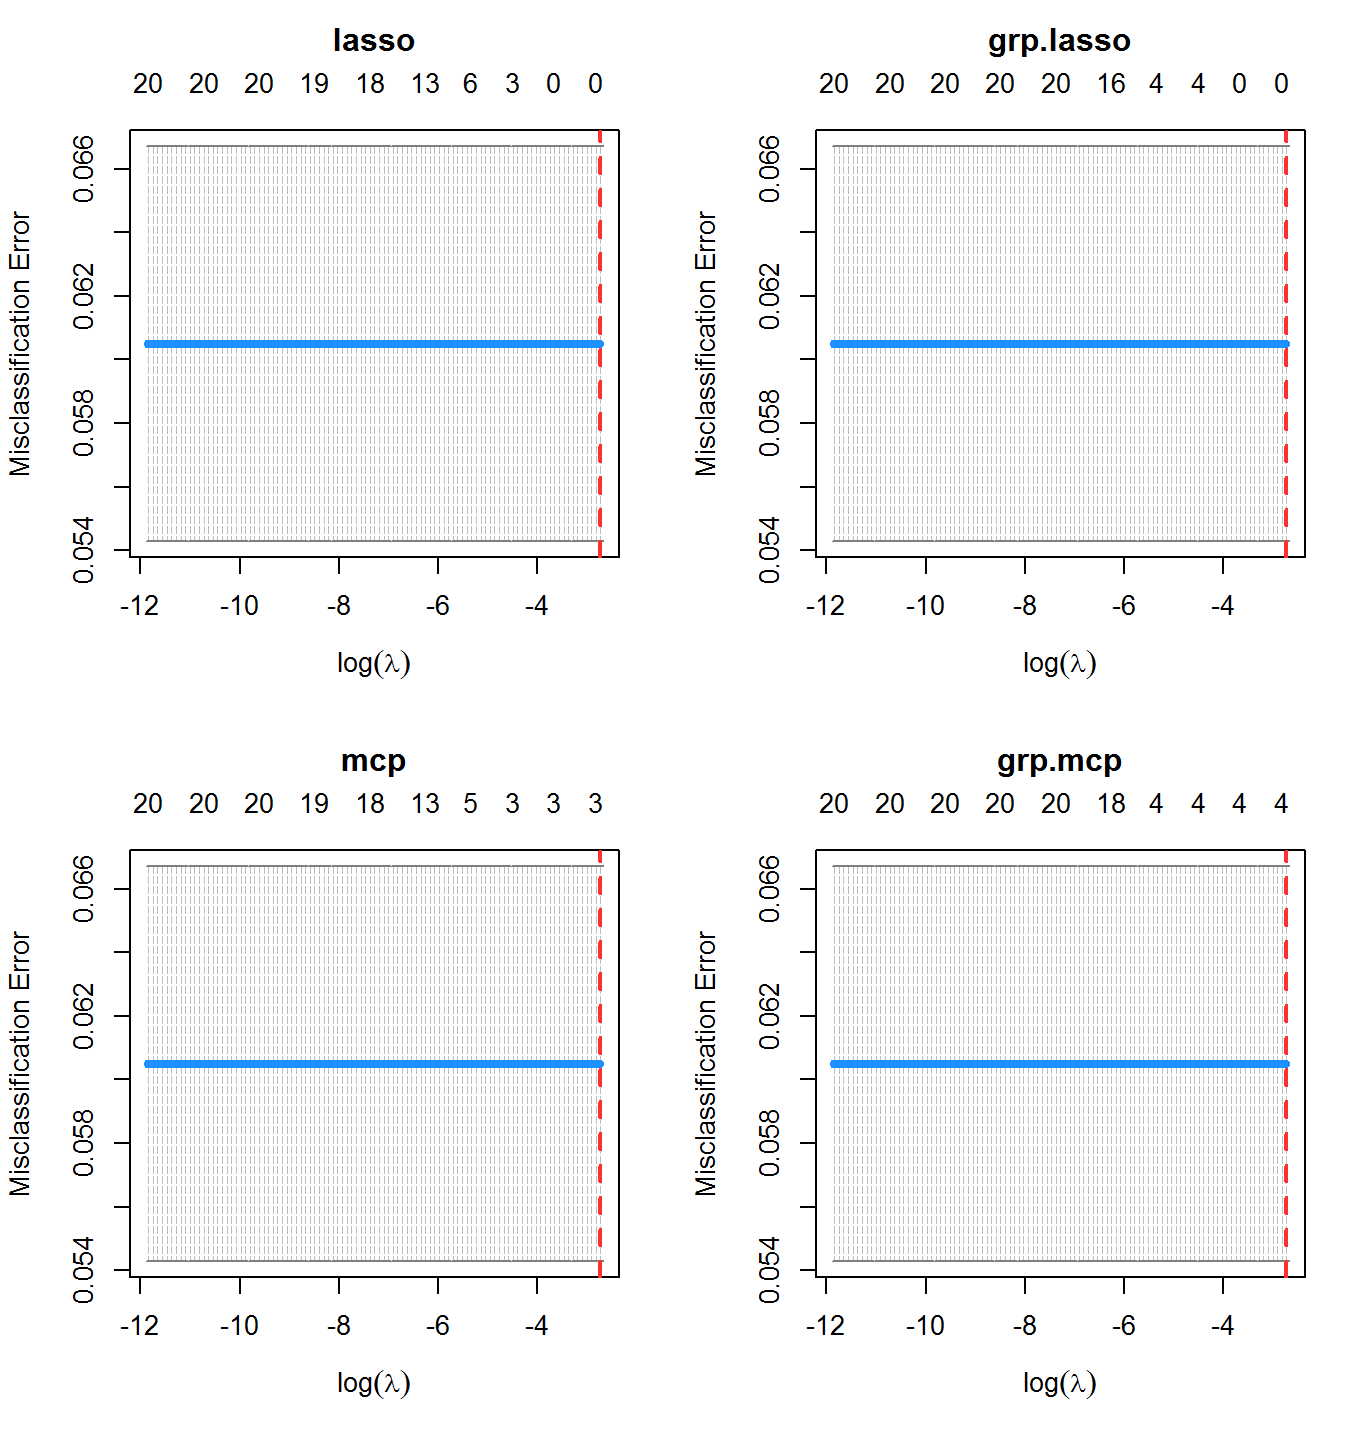 lasso
20 20 20 19 18 13 6 3 0 0
Misclassification Error
0.066
0.062
0.058
0.054
-12 -10 -8 -6 -4
log(λ)
grp.lasso
20 20 20 20 20 16 4 4 0 0
Misclassification Error
0.066
0.062
0.058
0.054
-12 -10 -8 -6 -4
log(λ)
mcp
20 20 20 19 18 13 5 3 3 3
Misclassification Error
0.066
0.062
0.058
0.054
-12 -10 -8 -6 -4
log(λ)
grp.mcp
20 20 20 20 20 18 4 4 4 4
Misclassification Error
0.066
0.062
0.058
0.054
-12 -10 -8 -6 -4
log(λ)